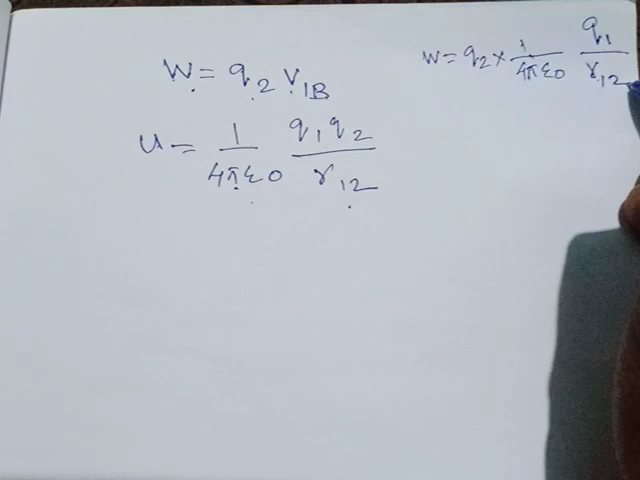 W = q₂ V₁B
U = 1/4πε0 q₁q₂/r₁₂
W = q₂ × 1/4πε0 q₁/r₁₂